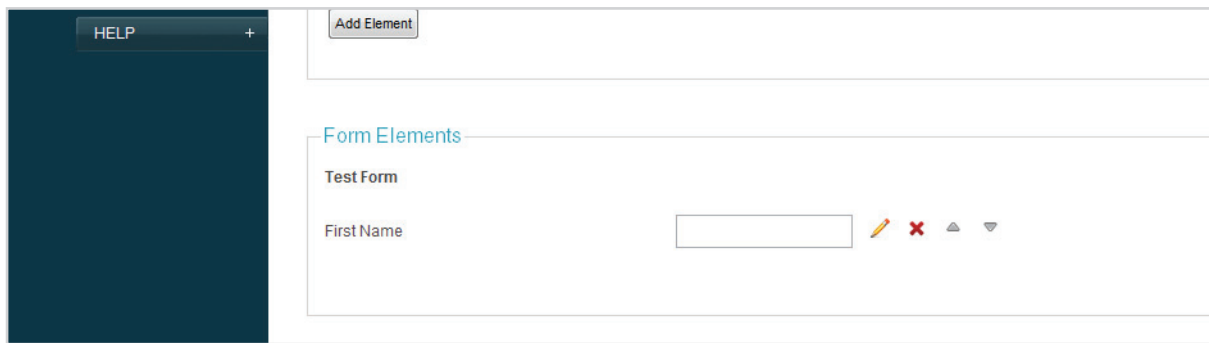 HELP +
Add Element
Form Elements
Test Form
First Name